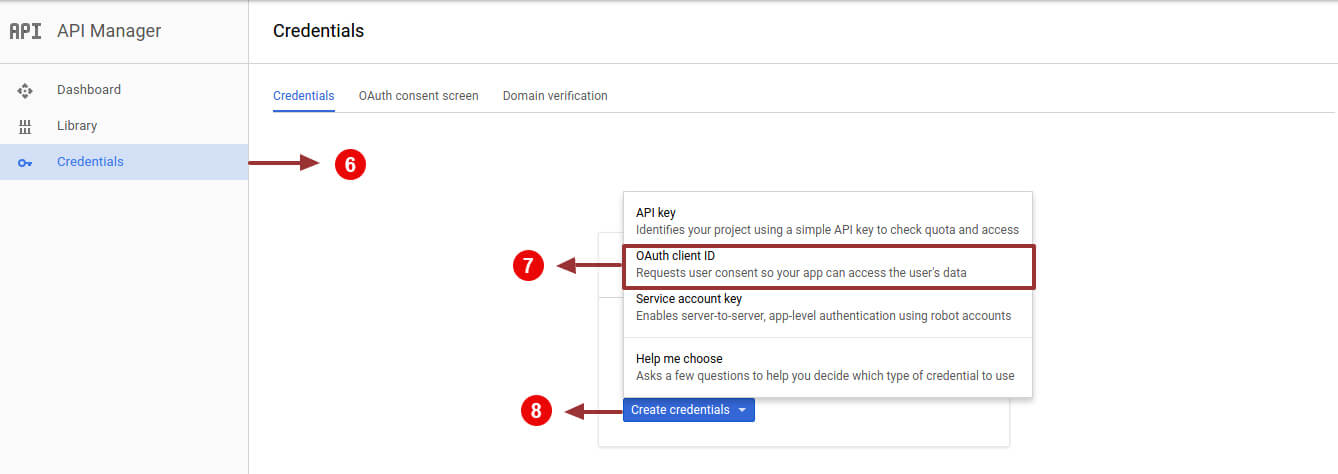 API API Manager
Credentials
Dashboard
Library
Credentials
Credentials OAuth consent screen Domain verification
6
API key
Identifies your project using a simple API key to check quota and access
7
OAuth client ID
Requests user consent so your app can access the user's data
Service account key
Enables server-to-server, app-level authentication using robot accounts
Help me choose
Asks a few questions to help you decide which type of credential to use
8
Create credentials